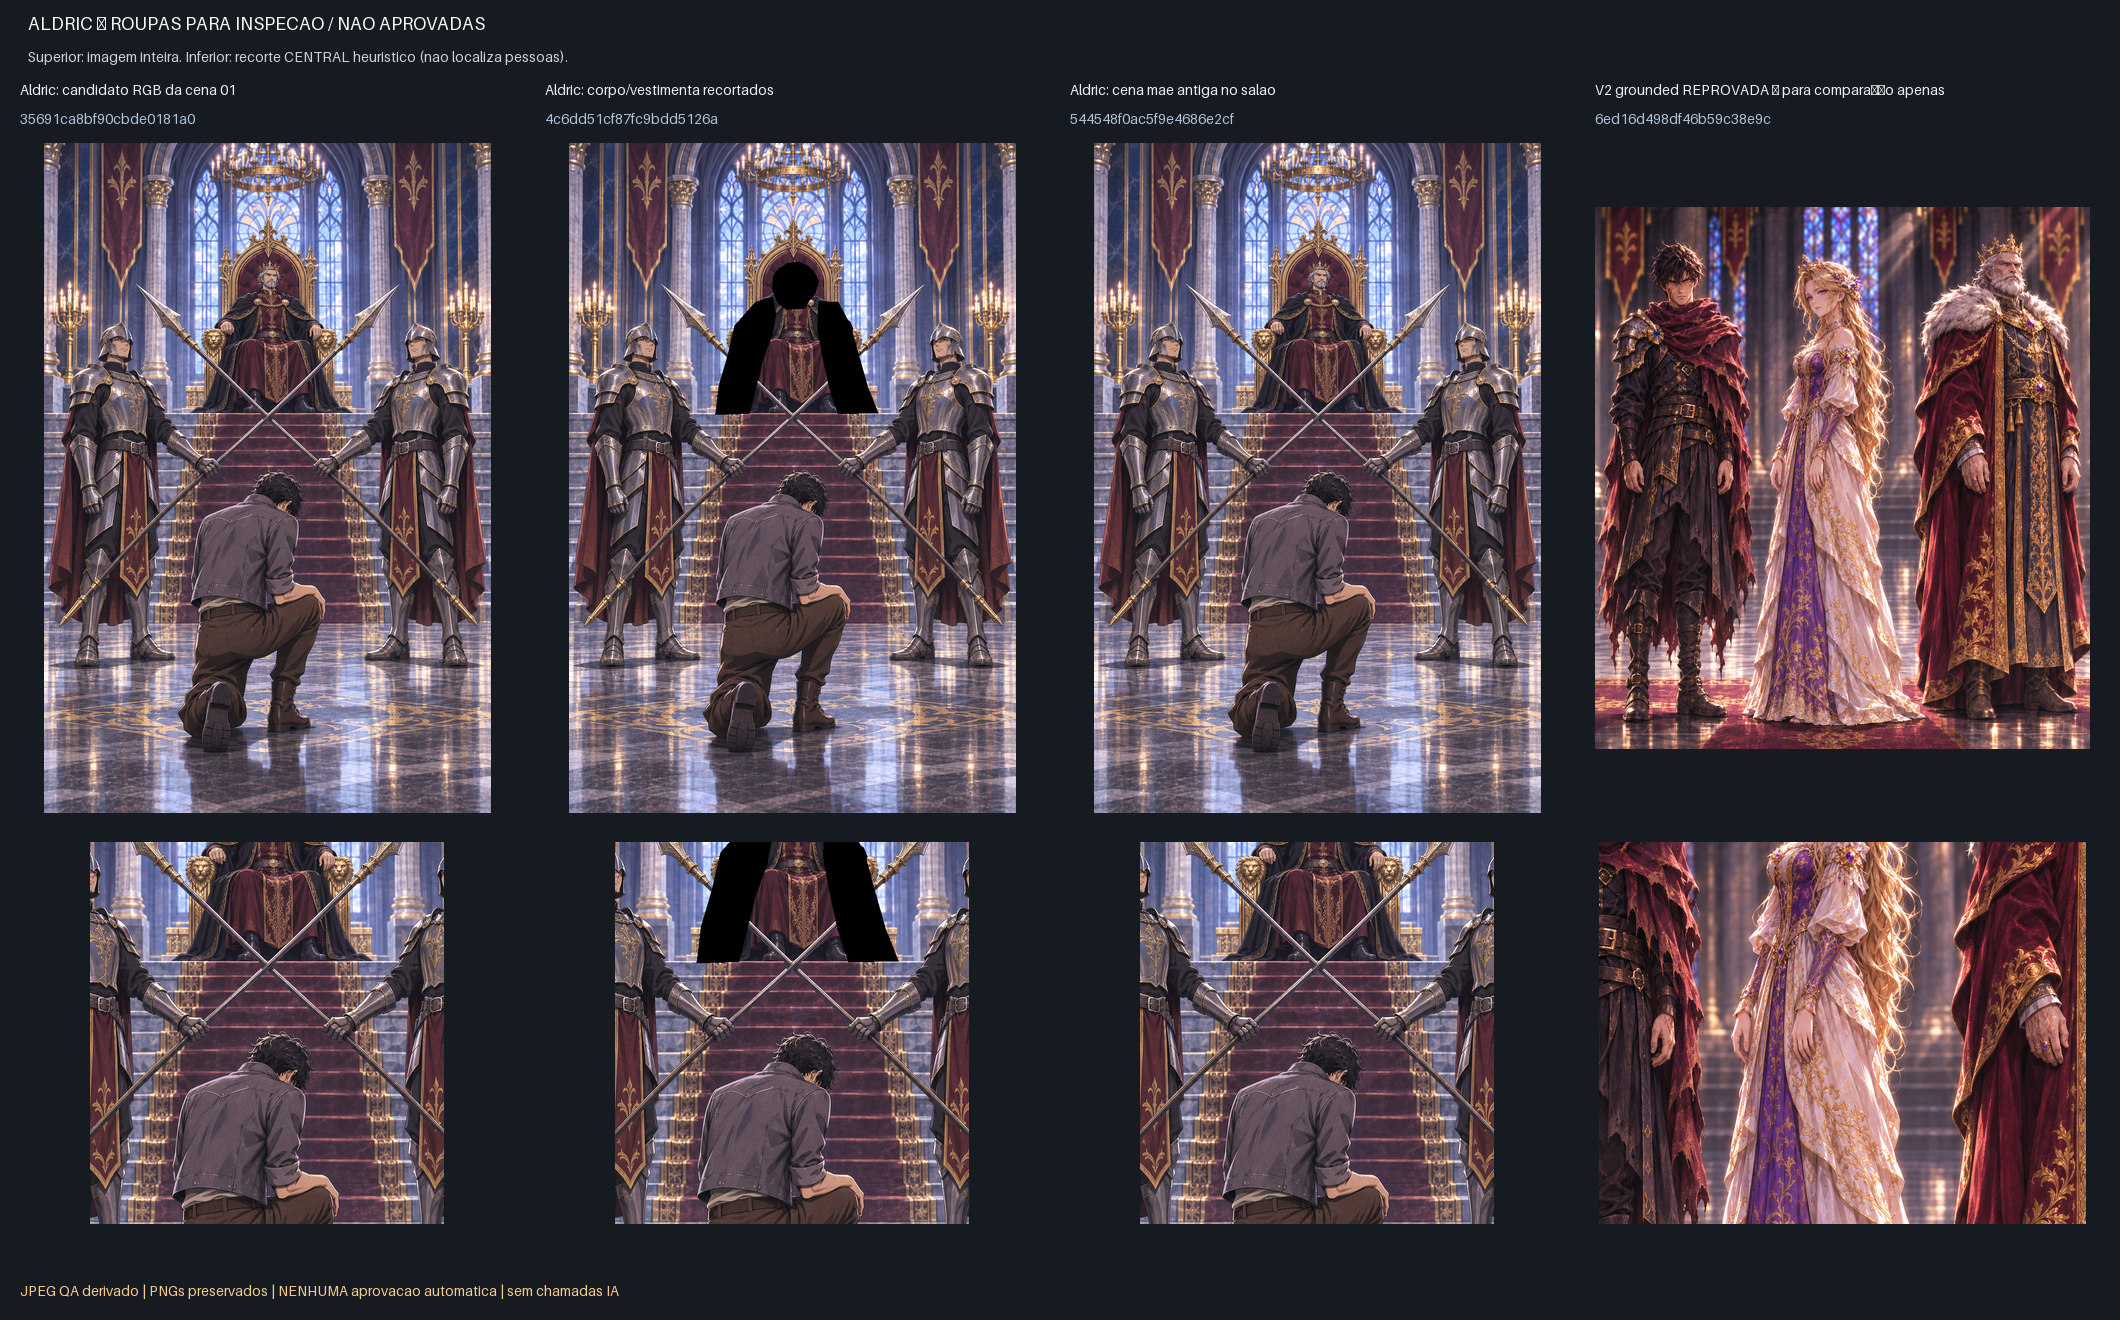 ALDRIC ☒ ROUPAS PARA INSPECAO / NAO APROVADAS
Superior: imagem inteira. Inferior: recorte CENTRAL heuristico (nao localiza pessoas).
Aldric: candidato RGB da cena 01
35691ca8bf90cbde0181a0
Aldric: corpo/vestimenta recortados
4c6dd51cf87fc9bdd5126a
Aldric: cena mae antiga no salao
544548f0ac5f9e4686e2cf
V2 grounded REPROVADA ☒ para compara☒☒o apenas
6ed16d498df46b59c38e9c
JPEG QA derivado | PNGs preservados | NENHUMA aprovacao automatica | sem chamadas IA